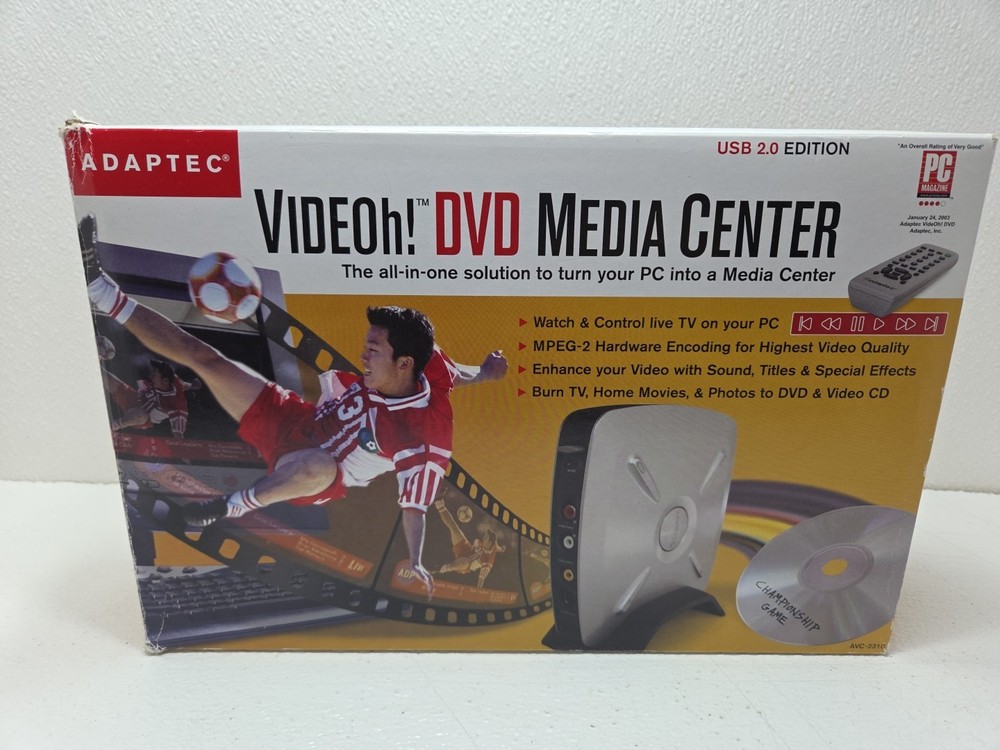 ADAPTEC®
USB 2.0 EDITION
"An Overall Rating of Very Good"
PC
MAGAZINE
January 24, 2003
Adaptec VideOh! DVD
Adaptec, Inc.
VIDEOh!™ DVD MEDIA CENTER
The all-in-one solution to turn your PC into a Media Center
▸ Watch & Control live TV on your PC
▸ MPEG-2 Hardware Encoding for Highest Video Quality
▸ Enhance your Video with Sound, Titles & Special Effects
▸ Burn TV, Home Movies, & Photos to DVD & Video CD
13
CHAMPIONSHIP
GAME